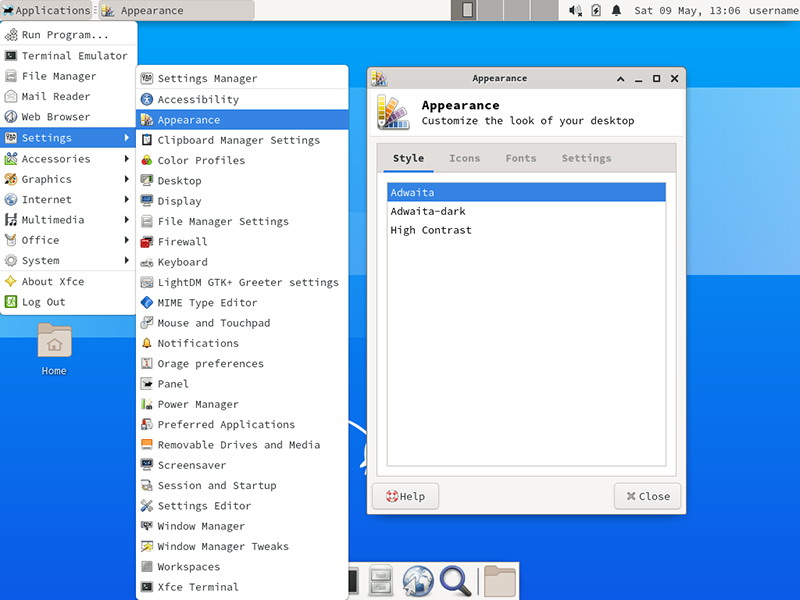 Applications
Appearance
Sat 09 May, 13:06
username
Run Program...
Terminal Emulator
File Manager
Mail Reader
Web Browser
Settings
Accessories
Graphics
Internet
Multimedia
Office
System
About Xfce
Log Out
Home
Settings Manager
Accessibility
Appearance
Clipboard Manager Settings
Color Profiles
Desktop
Display
File Manager Settings
Firewall
Keyboard
LightDM GTK+ Greeter settings
MIME Type Editor
Mouse and Touchpad
Notifications
Orage preferences
Panel
Power Manager
Preferred Applications
Removable Drives and Media
Screensaver
Session and Startup
Settings Editor
Window Manager
Window Manager Tweaks
Workspaces
Xfce Terminal
Appearance
Appearance
Customize the look of your desktop
Style
Icons
Fonts
Settings
Adwaita
Adwaita-dark
High Contrast
Help
Close